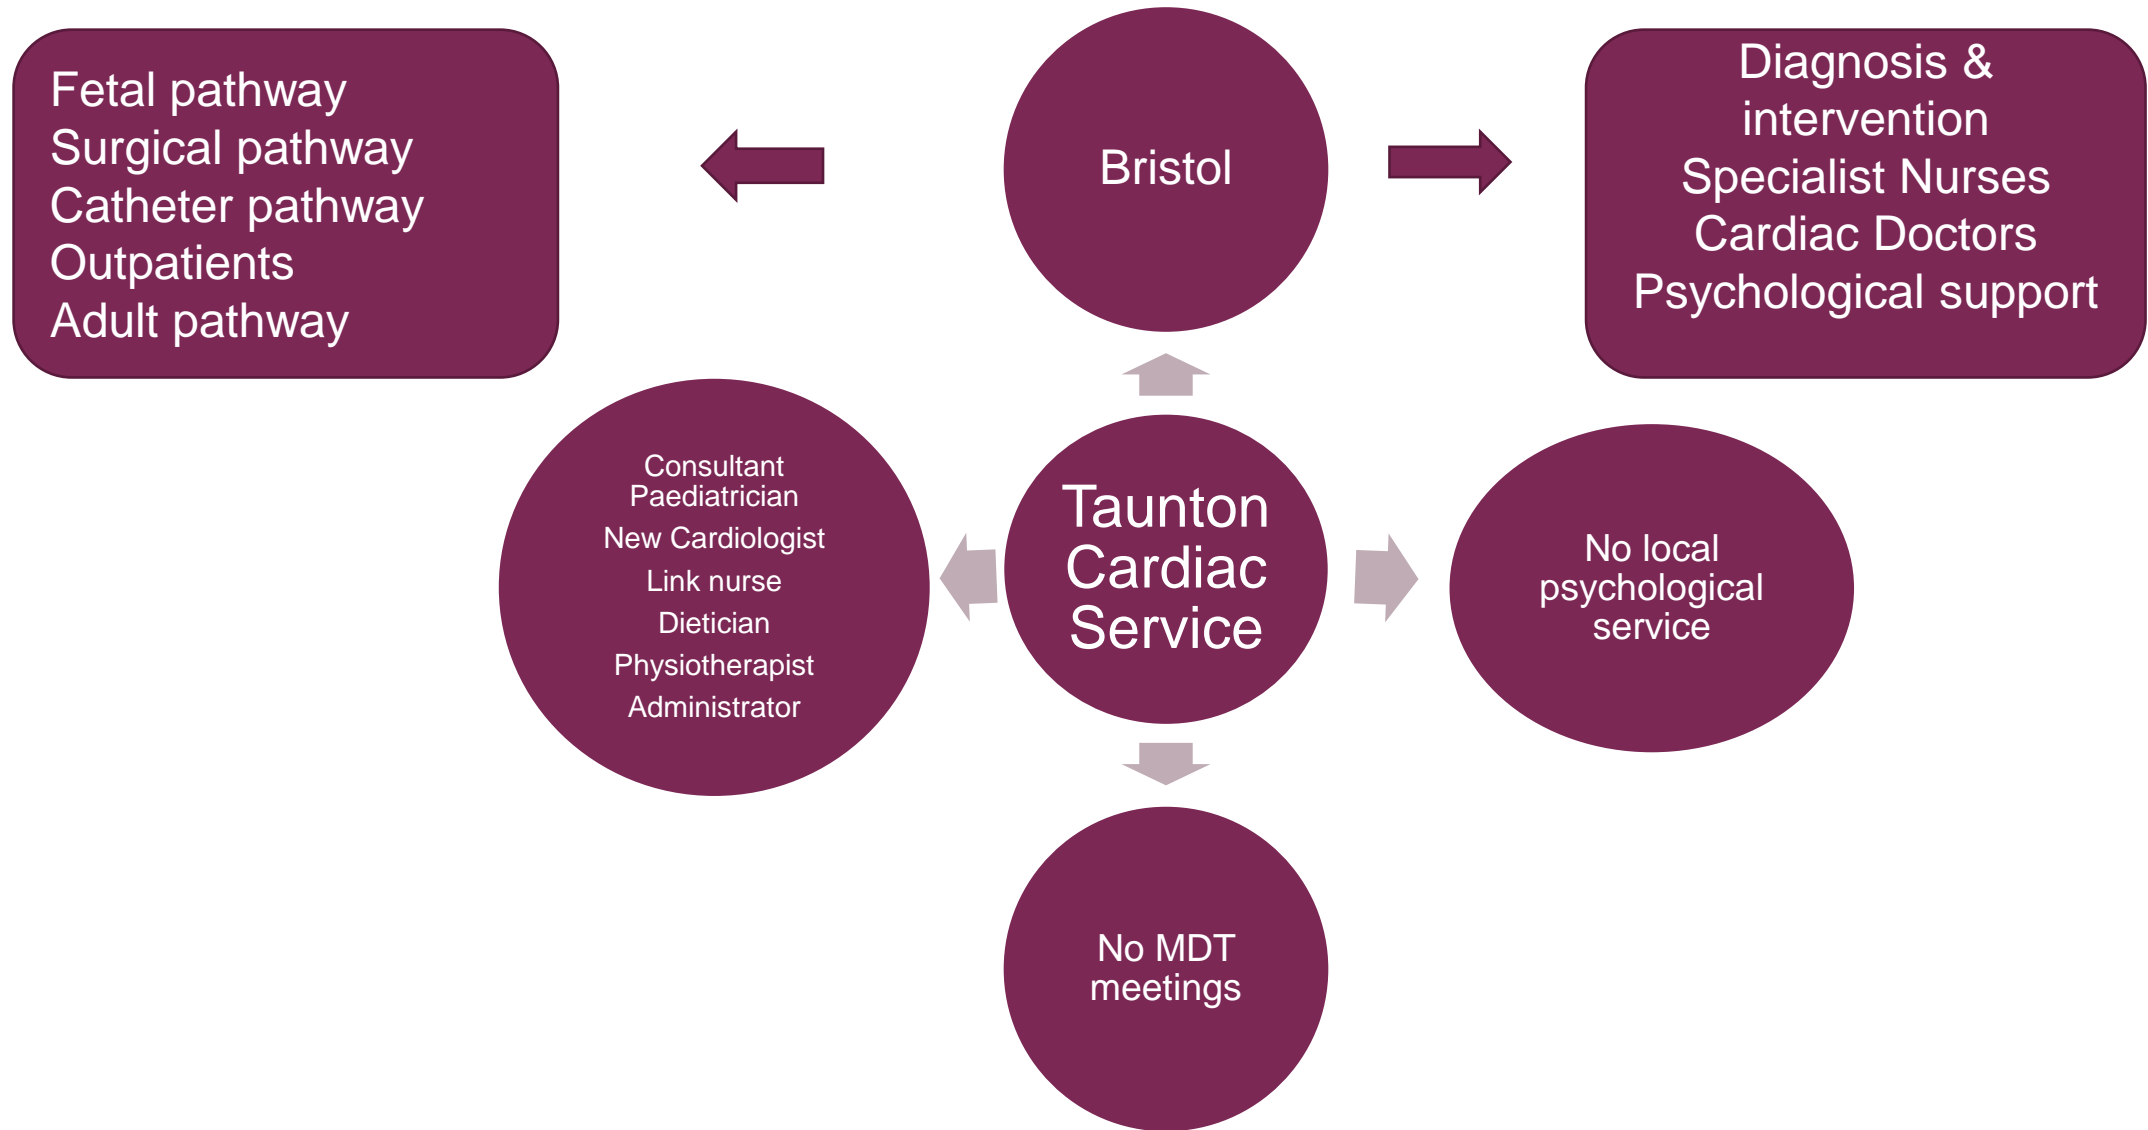 Fetal pathway
Surgical pathway
Catheter pathway
Outpatients
Adult pathway
Bristol
Diagnosis &
intervention
Specialist Nurses
Cardiac Doctors
Psychological support
Consultant
Paediatrician
New Cardiologist
Link nurse
Dietician
Physiotherapist
Administrator
Taunton
Cardiac
Service
No local
psychological
service
No MDT
meetings